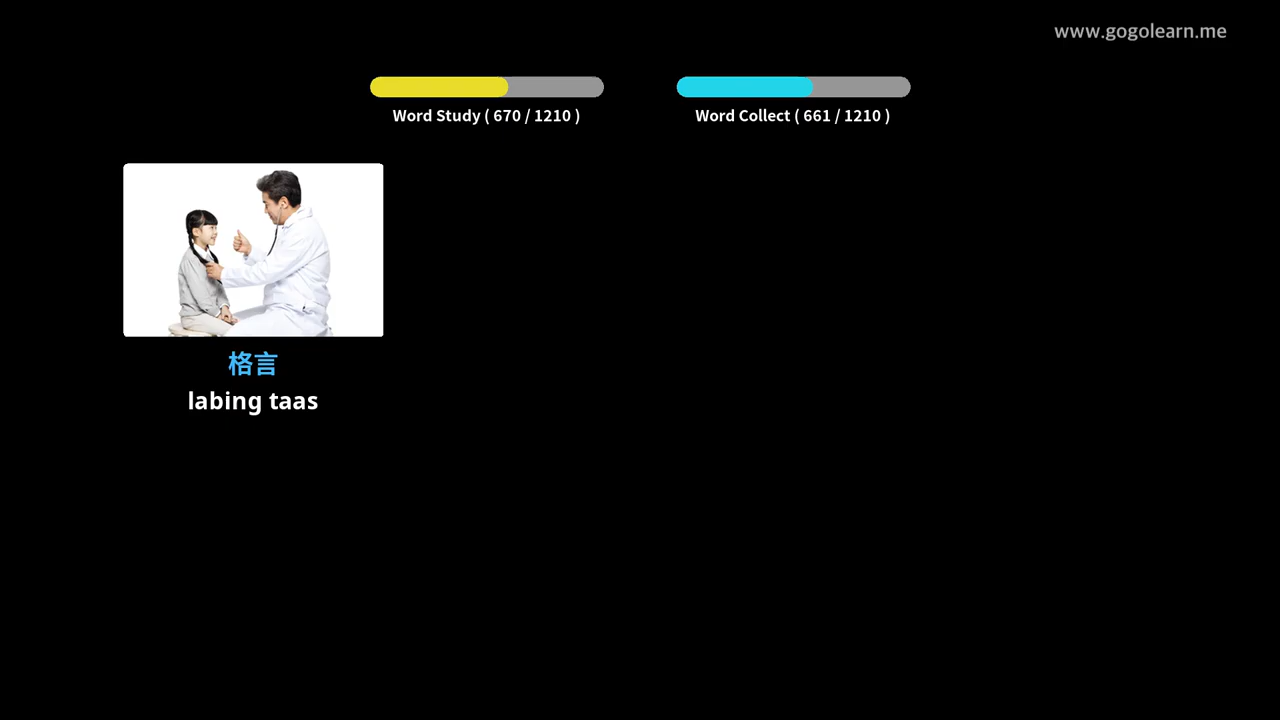 www.gogolearn.me
Word Study ( 670 / 1210 )
Word Collect ( 661 / 1210 )
格言
labing taas